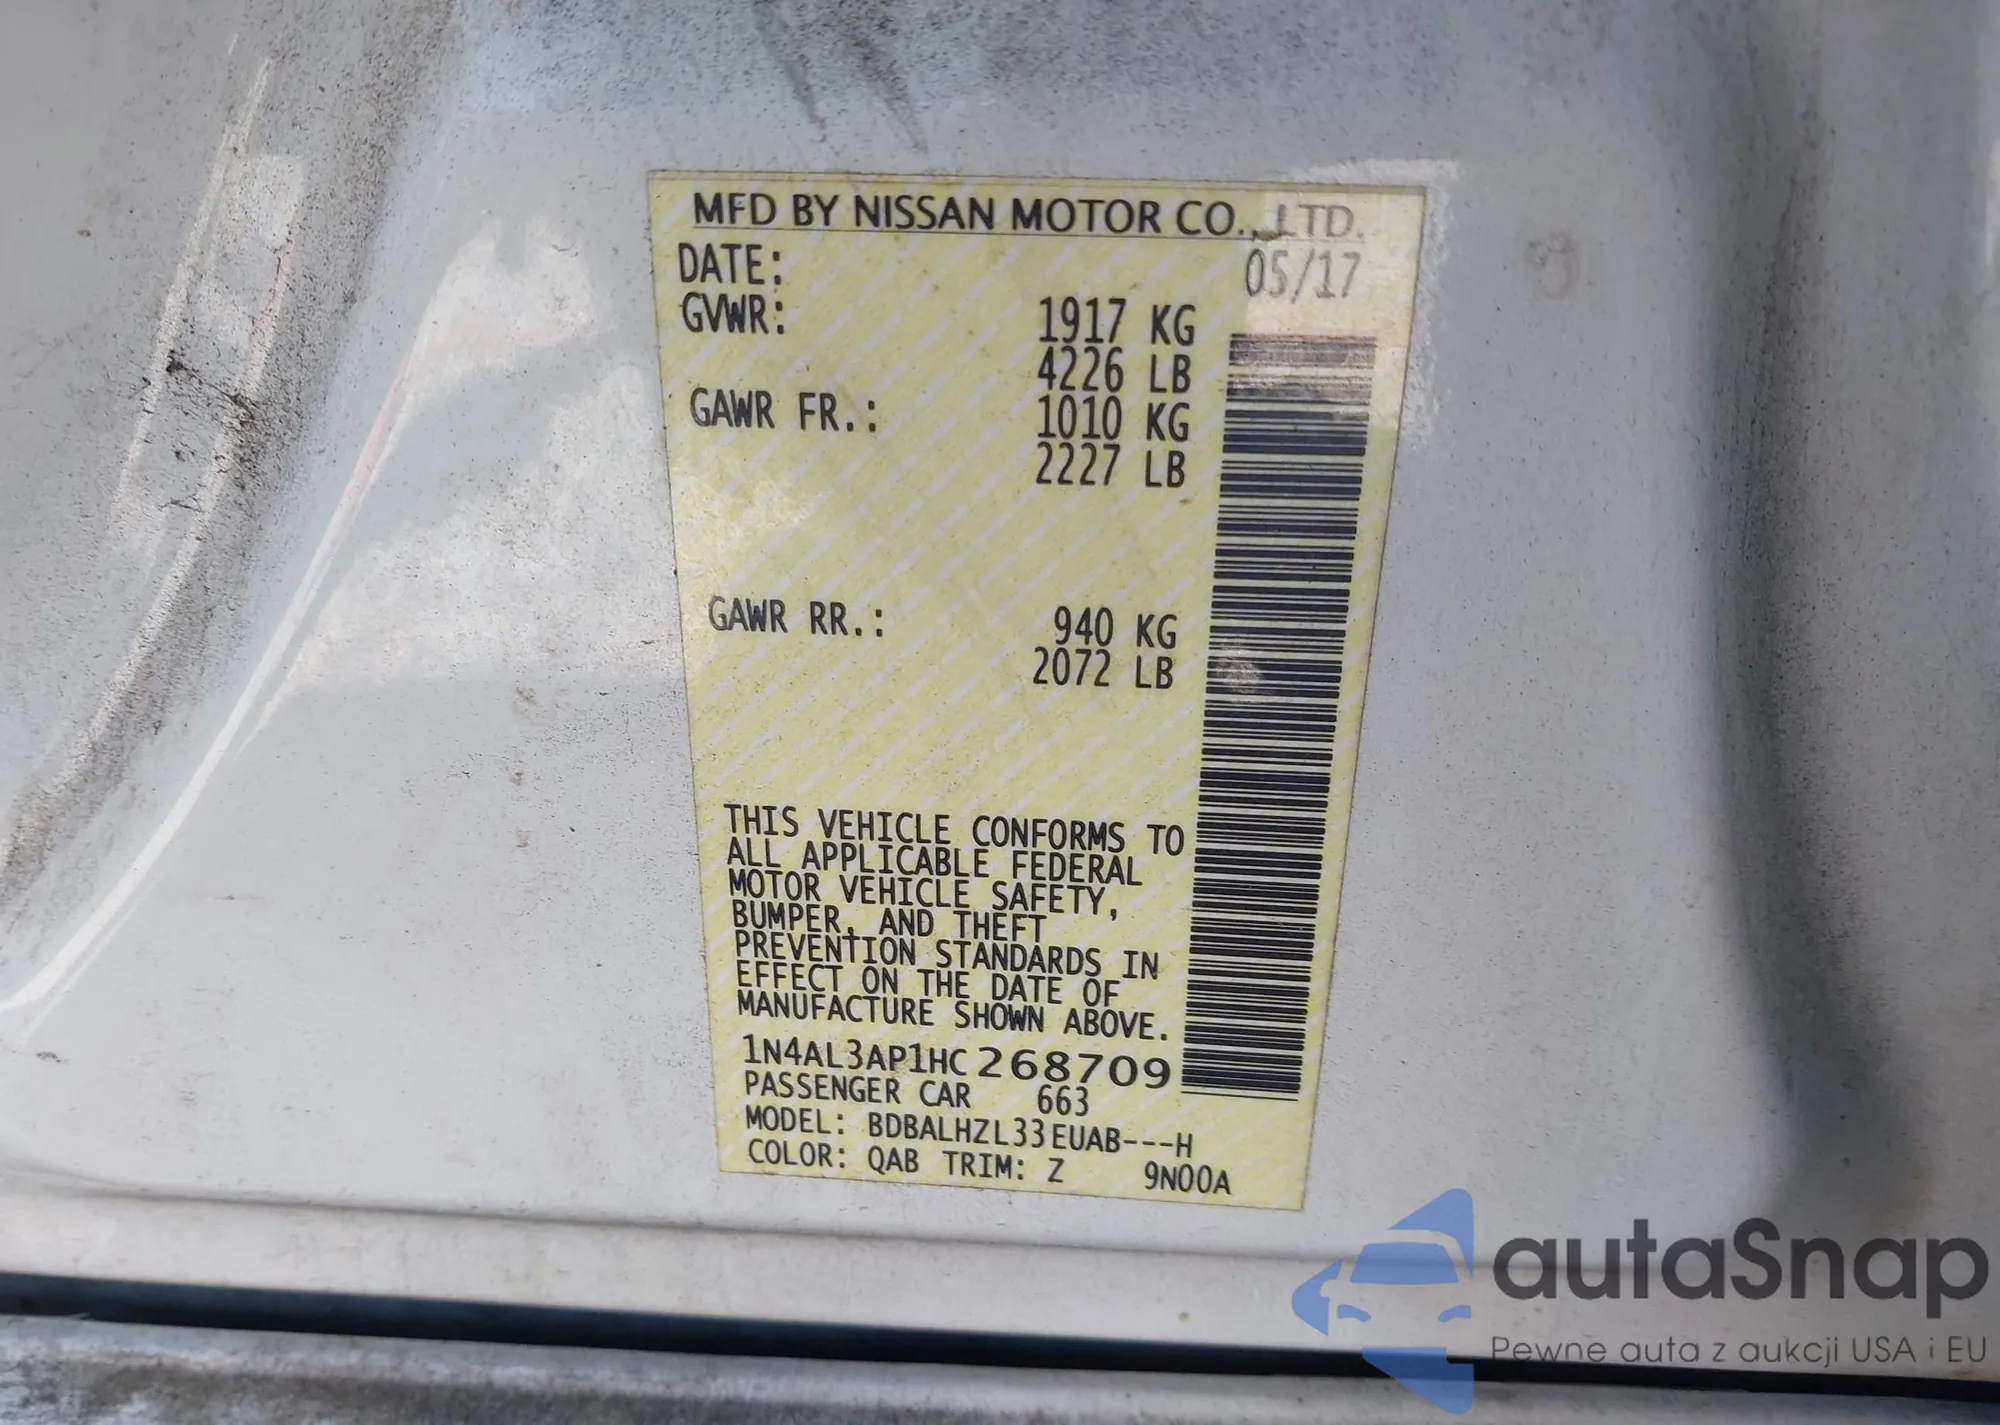 MFD BY NISSAN MOTOR CO., LTD.
DATE: 05/17
GVWR: 1917 KG
4226 LB
GAWR FR.: 1010 KG
2227 LB
GAWR RR.: 940 KG
2072 LB
THIS VEHICLE CONFORMS TO
ALL APPLICABLE FEDERAL
MOTOR VEHICLE SAFETY,
BUMPER, AND THEFT
PREVENTION STANDARDS IN
EFFECT ON THE DATE OF
MANUFACTURE SHOWN ABOVE.
1N4AL3AP1HC268709
PASSENGER CAR 663
MODEL: BDBALHZL33EUAB---H
COLOR: QAB TRIM: Z 9N00A
autaSnap
Pewne auta z aukcji USA i EU